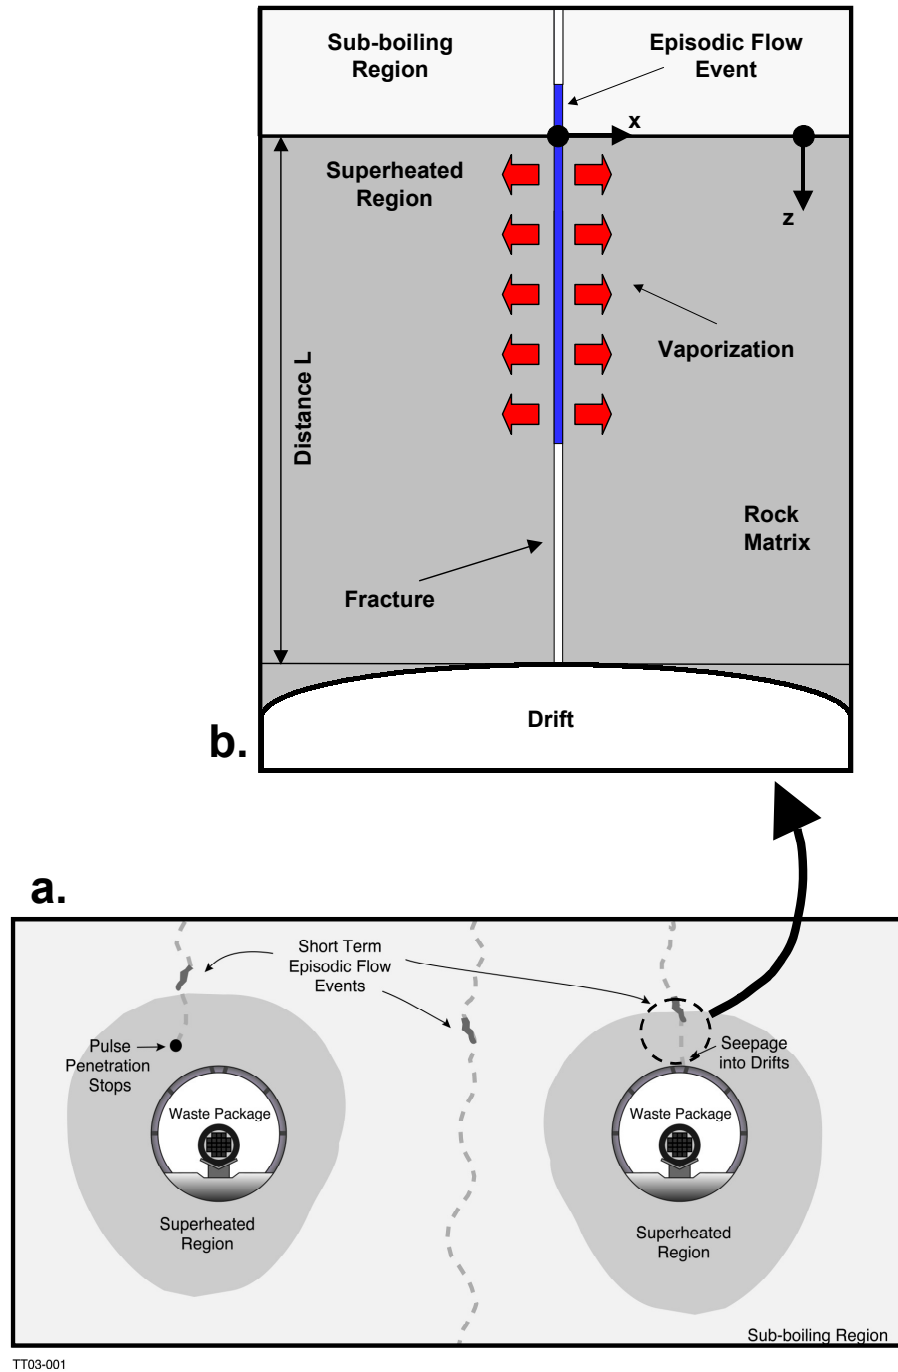 Sub-boiling
Region
Episodic Flow
Event
x
Superheated
Region
z
Vaporization
Distance L
Rock
Matrix
Fracture
Drift
b.
a.
Short Term
Episodic Flow
Events
Pulse
Penetration
Stops
Seepage
into Drifts
Waste Package
Waste Package
Superheated
Region
Superheated
Region
Sub-boiling Region
TT03-001